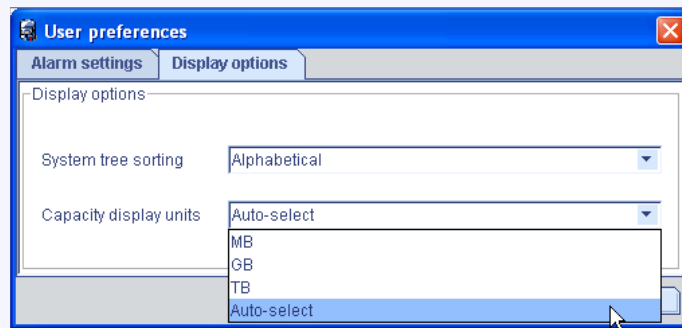 User preferences
Alarm settings Display options
Display options
System tree sorting Alphabetical
Capacity display units Auto-select
MB
GB
TB
Auto-select